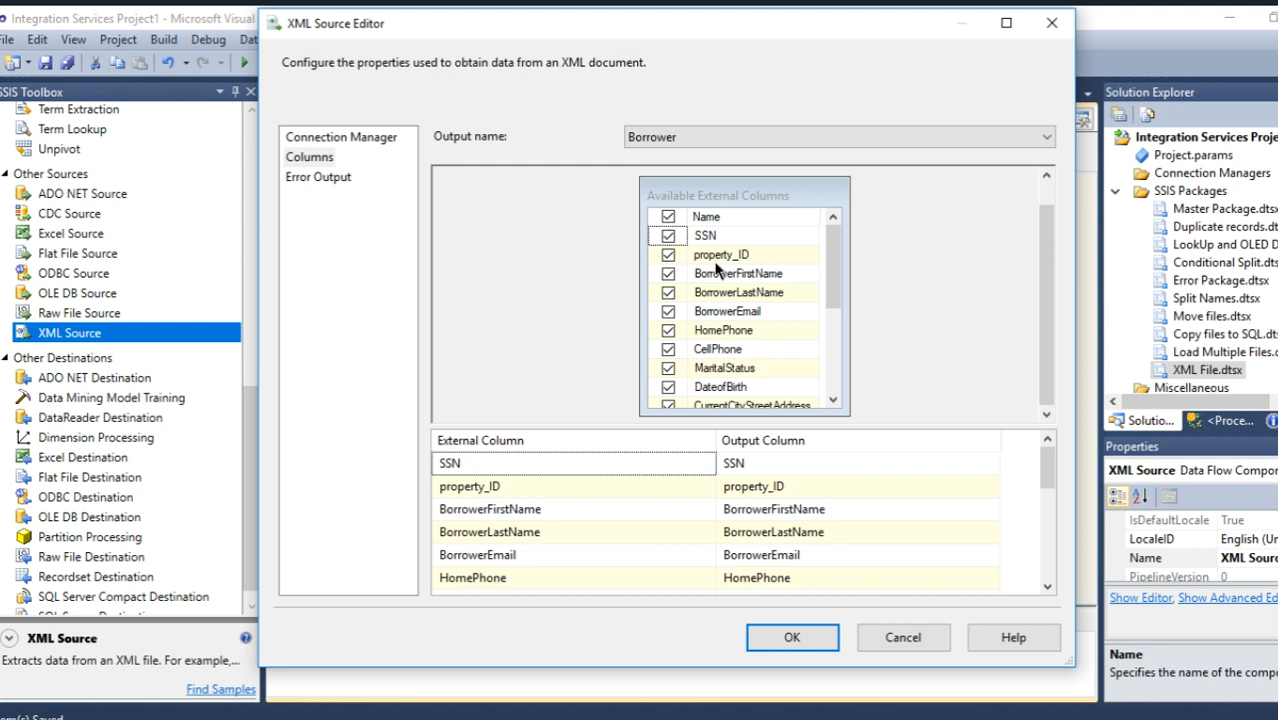 Integration Services Project1 - Microsoft Visual
File Edit View Project Build Debug
SSIS Toolbox
Term Extraction
Term Lookup
Unpivot
Other Sources
ADO NET Source
CDC Source
Excel Source
Flat File Source
ODBC Source
OLE DB Source
Raw File Source
XML Source
Other Destinations
ADO NET Destination
Data Mining Model Training
DataReader Destination
Dimension Processing
Excel Destination
Flat File Destination
ODBC Destination
OLE DB Destination
Partition Processing
Raw File Destination
Recordset Destination
SQL Server Compact Destination
XML Source
Extracts data from an XML file. For example,...
Find Samples
XML Source Editor
Configure the properties used to obtain data from an XML document.
Connection Manager
Columns
Error Output
Output name: Borrower
Available External Columns
Name
SSN
property_ID
BorrowerFirstName
BorrowerLastName
BorrowerEmail
HomePhone
CellPhone
MaritalStatus
DateofBirth
CurrentCityStreetAddress
External Column Output Column
SSN SSN
property_ID property_ID
BorrowerFirstName BorrowerFirstName
BorrowerLastName BorrowerLastName
BorrowerEmail BorrowerEmail
HomePhone HomePhone
OK Cancel Help
Solution Explorer
Integration Services Proje
Project.params
Connection Managers
SSIS Packages
Master Package.dtsx
Duplicate records.dt
LookUp and OLED D
Conditional Split.dts
Error Package.dtsx
Split Names.dtsx
Move files.dtsx
Copy files to SQL.dt
Load Multiple Files.
XML File.dtsx
Miscellaneous
Solutio... <Proce...
Properties
XML Source Data Flow Compo
IsDefaultLocale True
LocaleID English (Un
Name XML Sourc
PipelineVersion 0
Show Editor, Show Advanced Ed
Name
Specifies the name of the compo